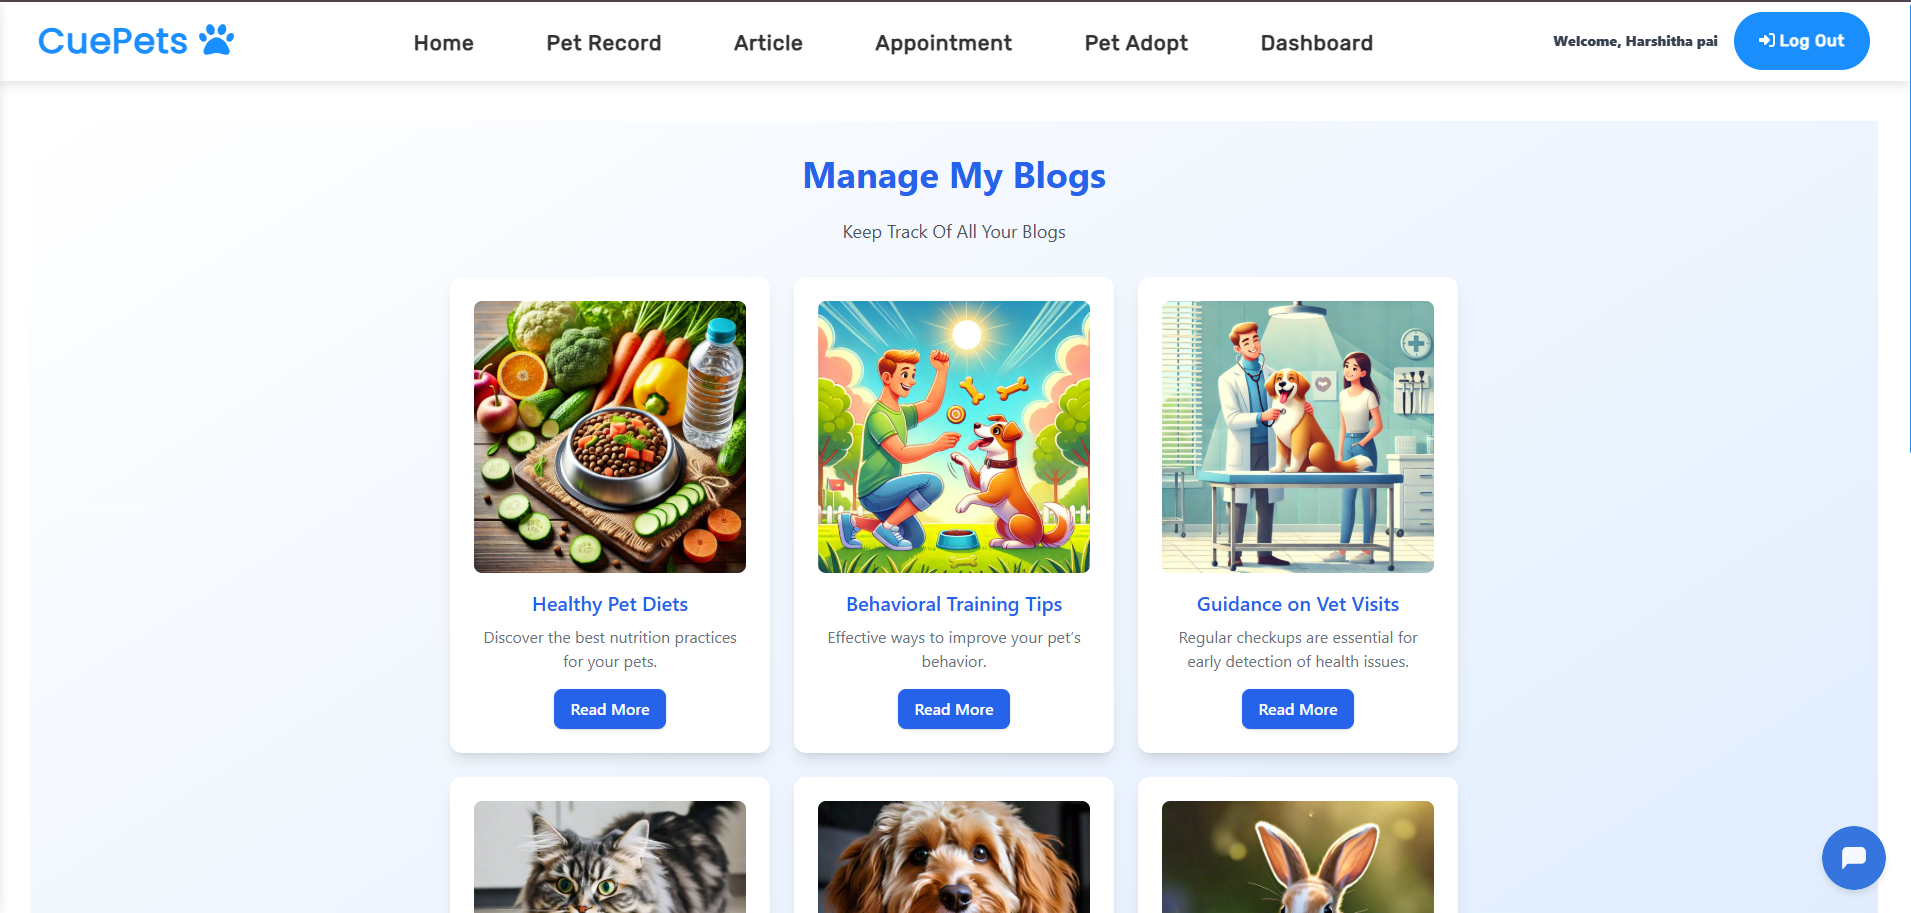 CuePets
Home Pet Record Article Appointment Pet Adopt Dashboard
Welcome, Harshitha pai
Log Out
Manage My Blogs
Keep Track Of All Your Blogs
Healthy Pet Diets
Discover the best nutrition practices
for your pets.
Read More
Behavioral Training Tips
Effective ways to improve your pet's
behavior.
Read More
Guidance on Vet Visits
Regular checkups are essential for
early detection of health issues.
Read More